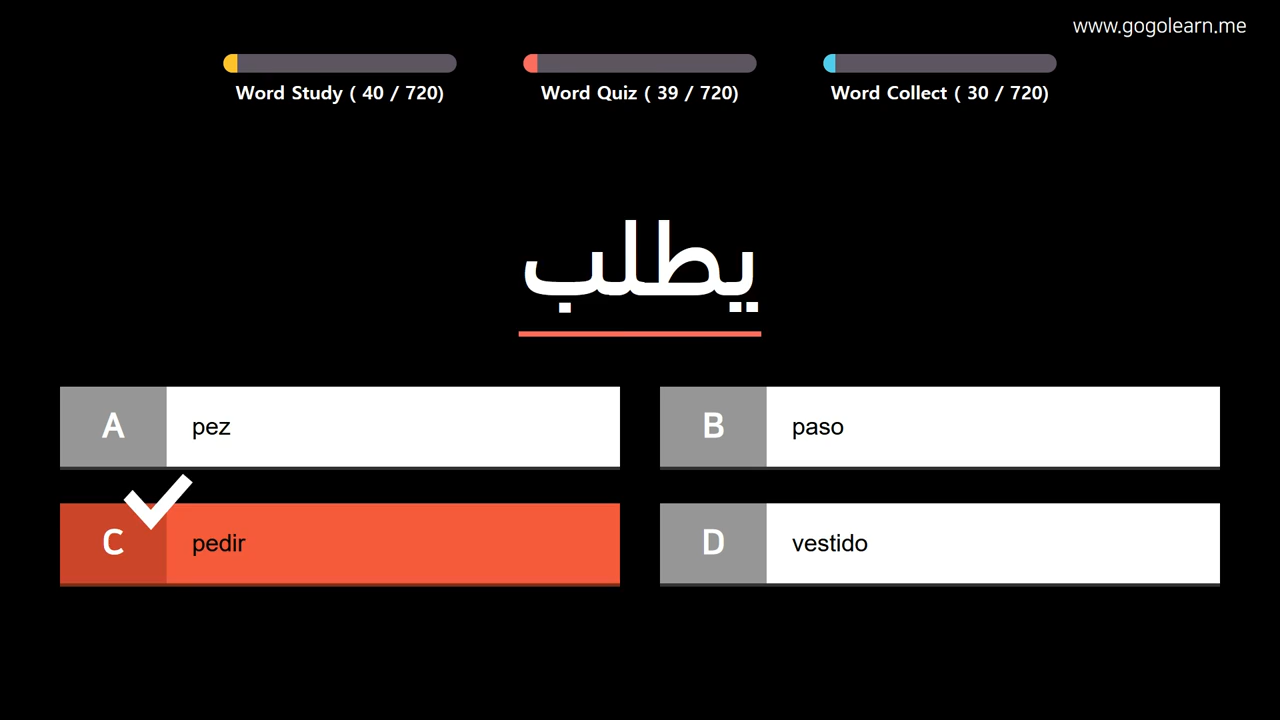 www.gogolearn.me
Word Study ( 40 / 720)
Word Quiz ( 39 / 720)
Word Collect ( 30 / 720)
يطلب
A pez
B paso
C pedir
D vestido